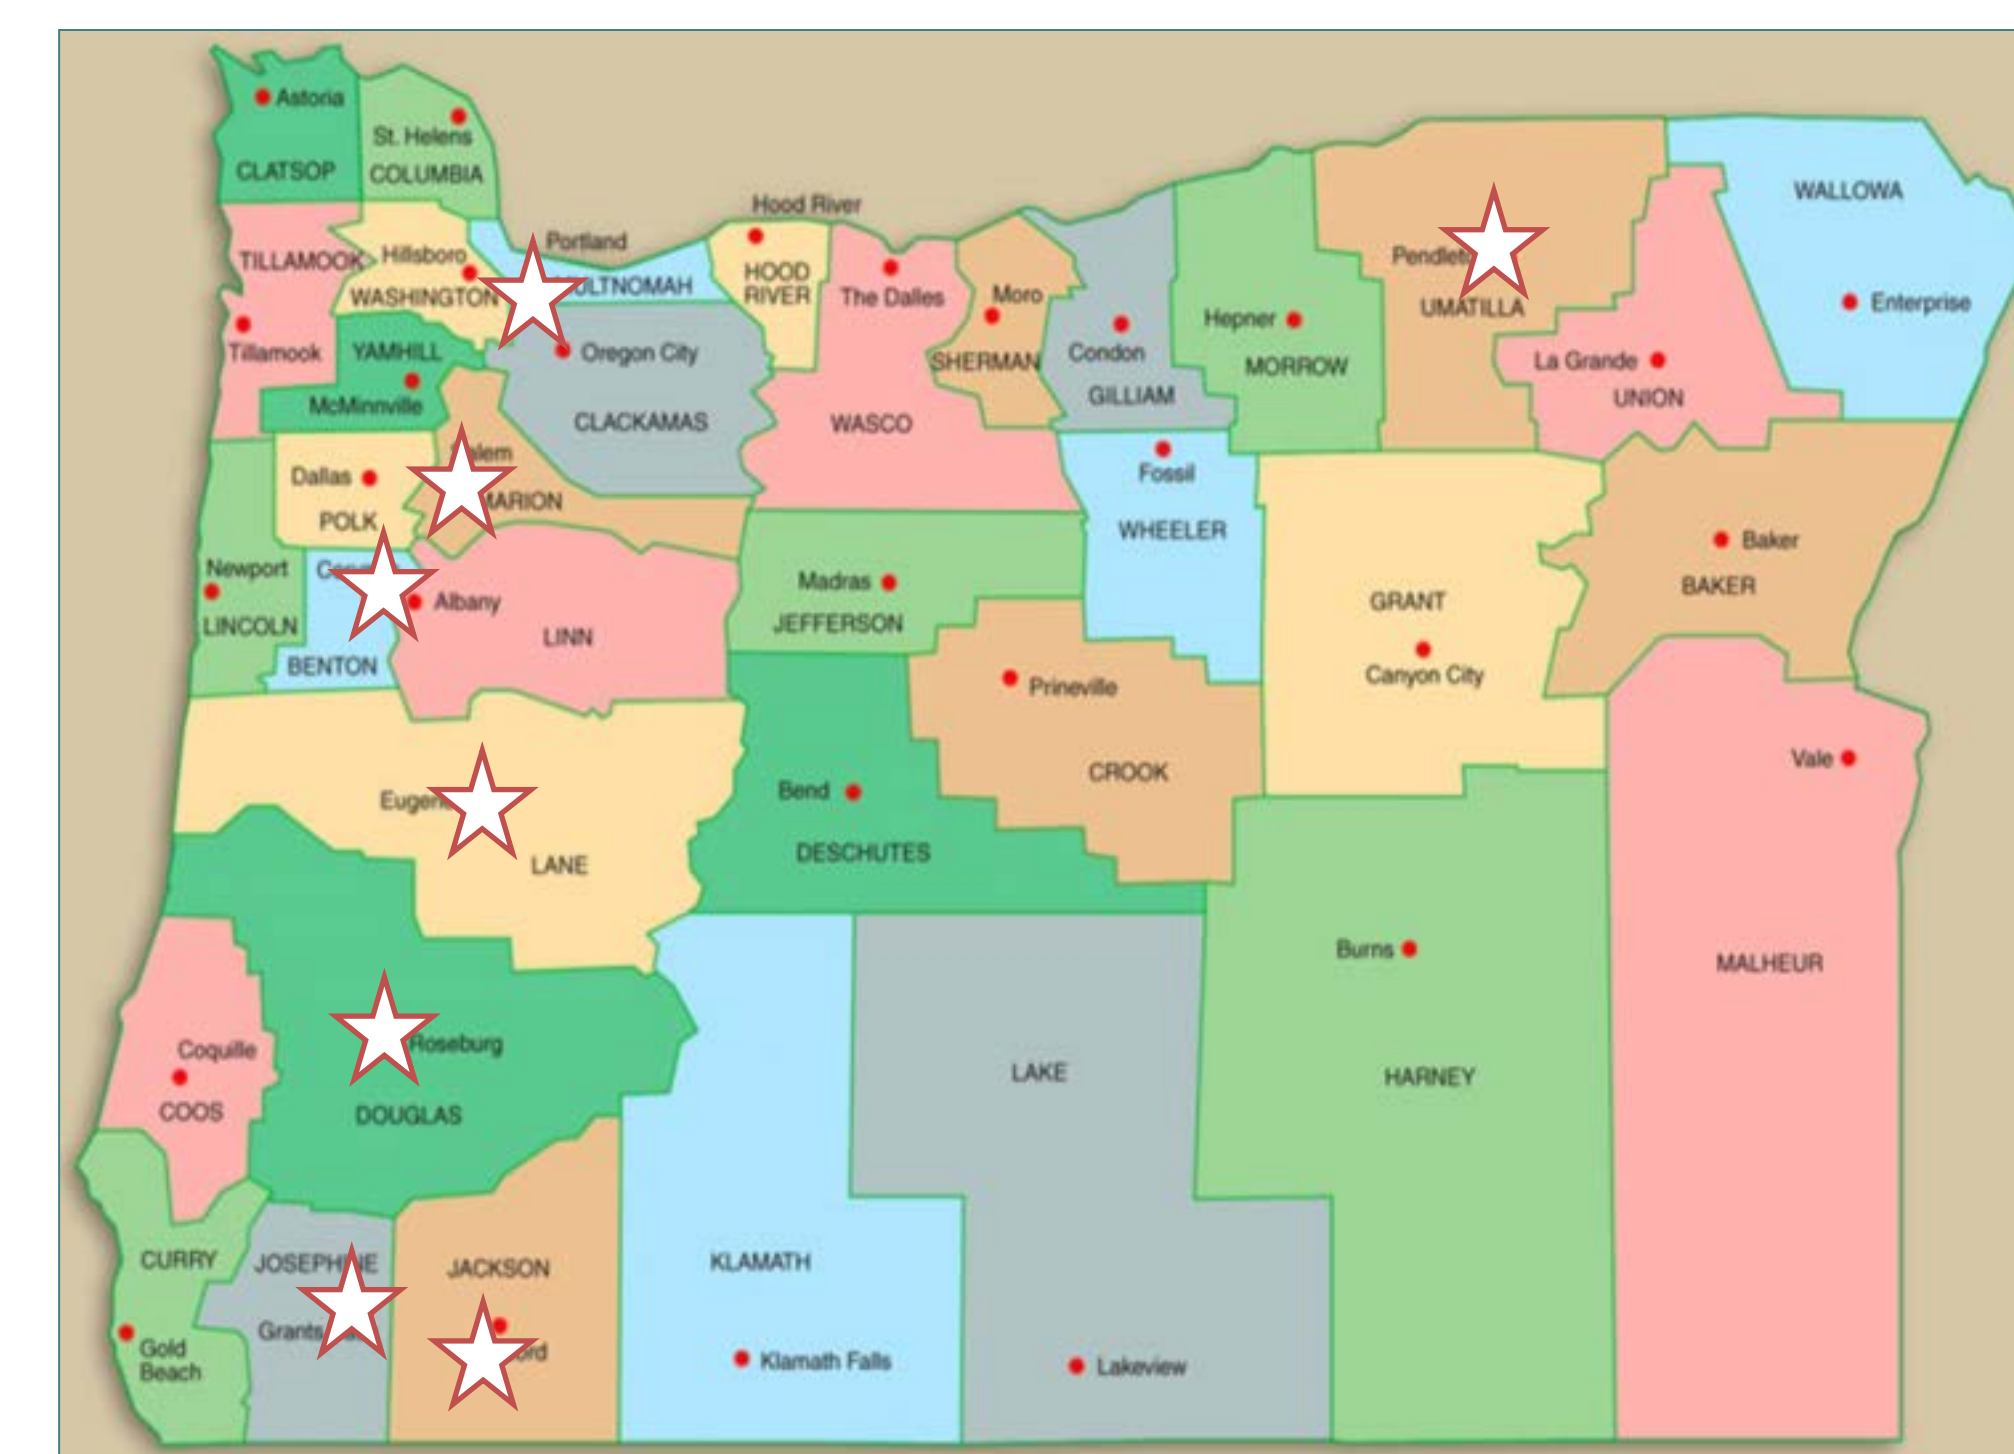 Astoria
St. Helens
CLATSOP
COLUMBIA
WALLOWA
Hood River
Portland
Hillsboro
TILLAMOOK
HOOD
RIVER
WASHINGTON
ULTNOMAH
The Dalles
Moro
Hepner
UMATILLA
Enterprise
Tillamook
YAMHILL
Oregon City
SHERMAN
Condon
MORROW
La Grande
McMinnville
CLACKAMAS
WASCO
GILLIAM
UNION
Dallas
Fossil
POLK
MARION
WHEELER
Baker
Newport
Madras
BAKER
Albany
GRANT
LINCOLN
LINN
JEFFERSON
BENTON
Prineville
Canyon City
CROOK
Vale
Bend
LANE
DESCHUTES
Burns
MALHEUR
Coquille
Roseburg
LAKE
HARNEY
COOS
DOUGLAS
CURRY
JACKSON
KLAMATH
Grants
Gold
Beach
Klamath Falls
Lakeview